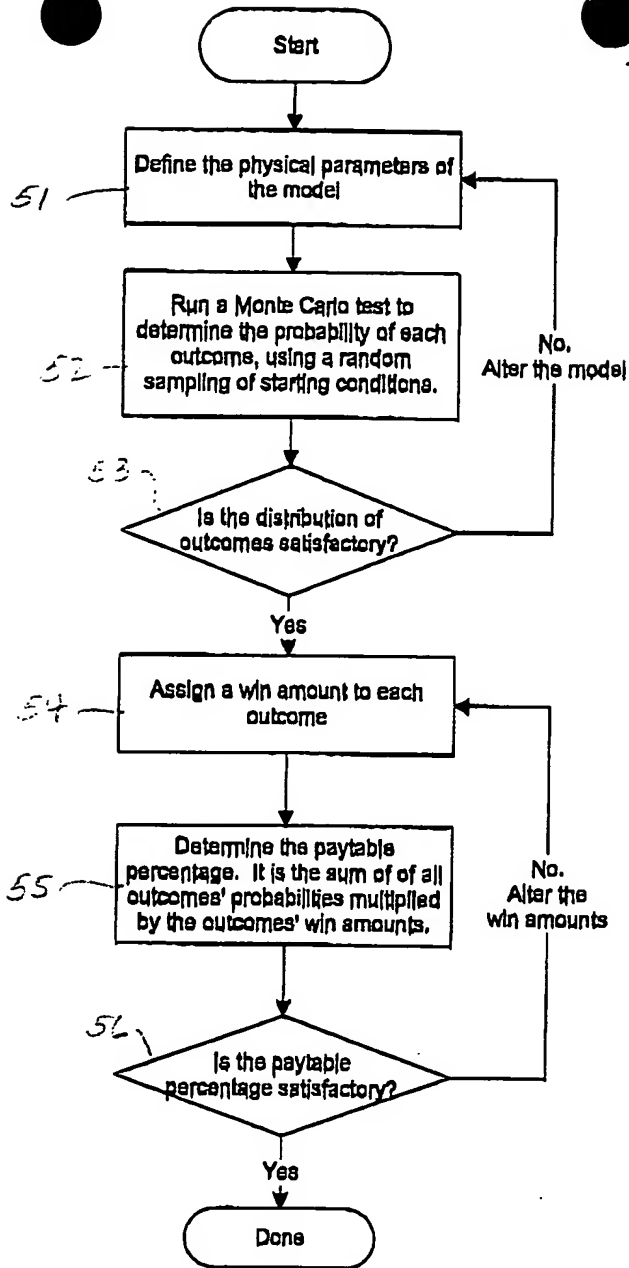 Start
51
Define the physical parameters of
the model
52
Run a Monte Carlo test to
determine the probability of each
outcome, using a random
sampling of starting conditions.
No.
Alter the model
53
Is the distribution of
outcomes satisfactory?
Yes
54
Assign a win amount to each
outcome
55
Determine the paytable
percentage. It is the sum of of all
outcomes' probabilities multiplied
by the outcomes' win amounts.
No.
Alter the
win amounts
56
Is the paytable
percentage satisfactory?
Yes
Done